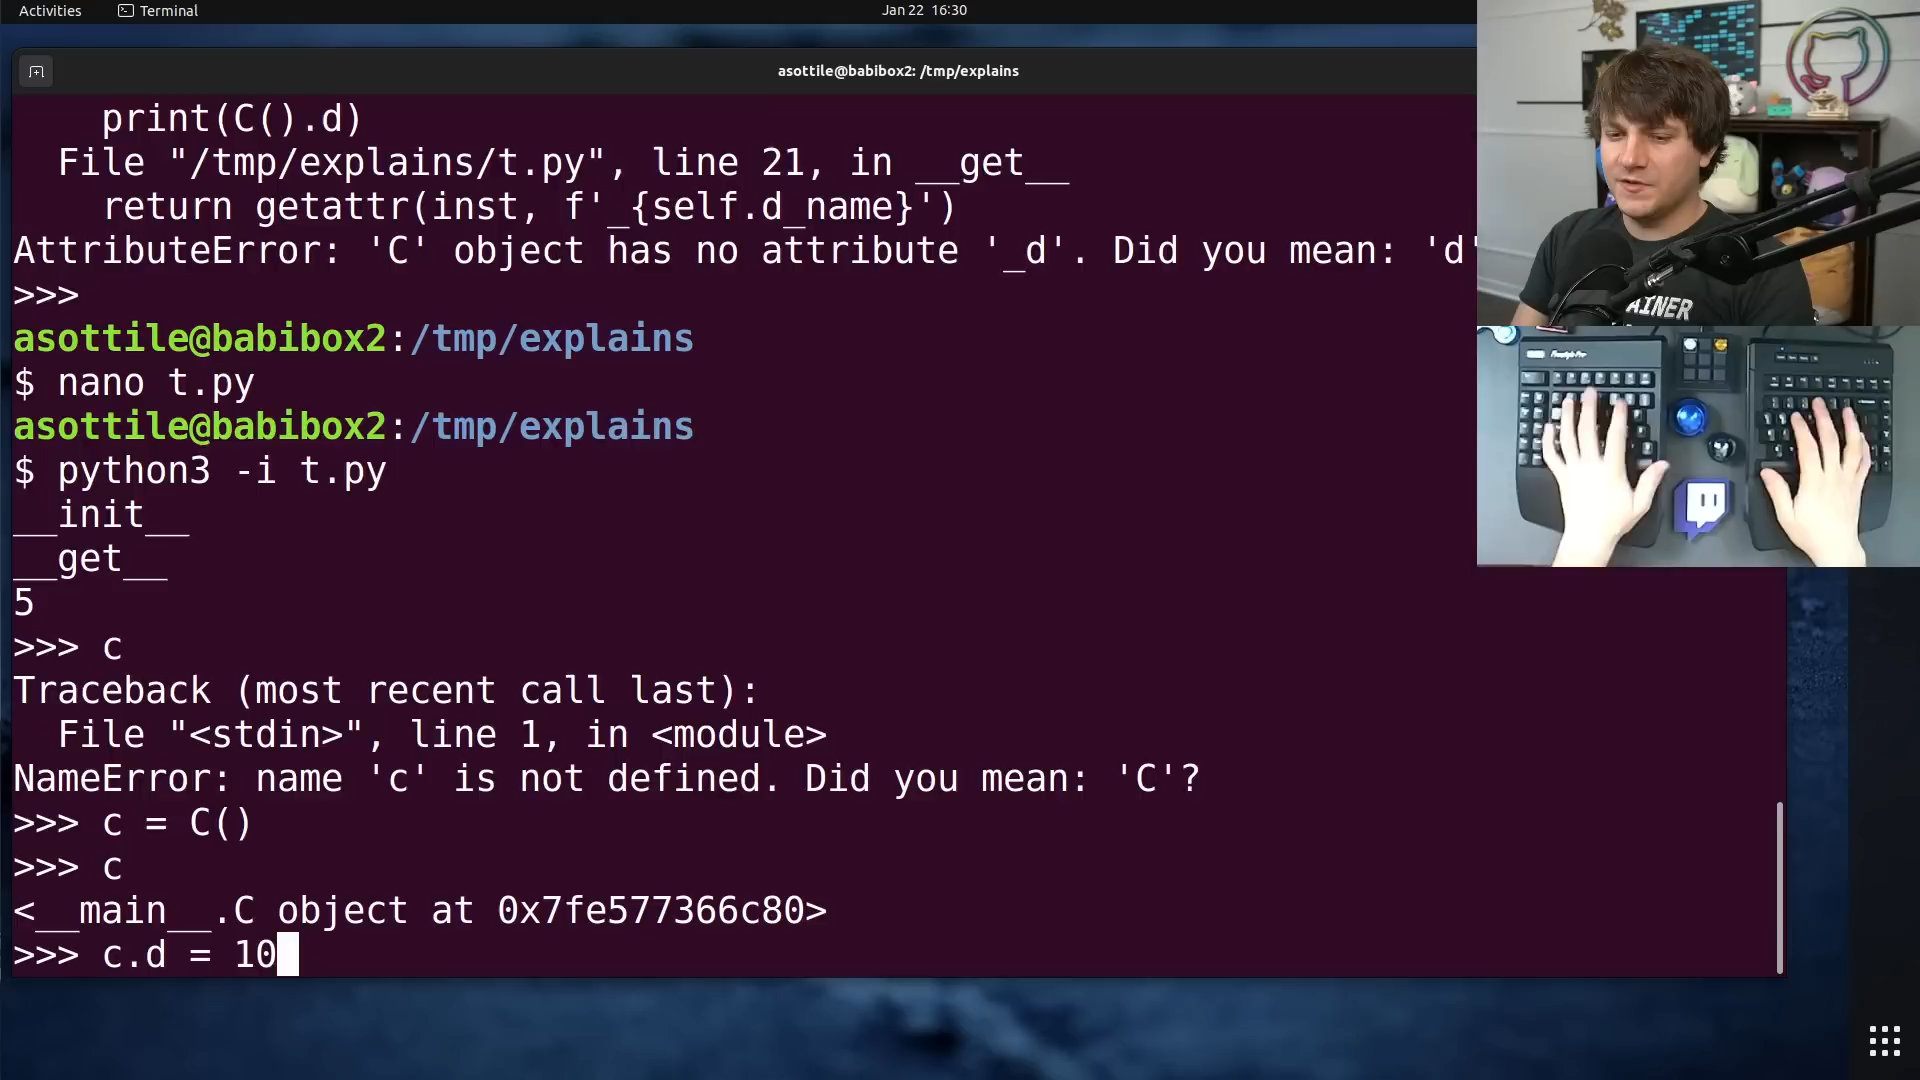 Activities Terminal Jan 22 16:30
asottile@babibox2: /tmp/explains
    print(C().d)
  File "/tmp/explains/t.py", line 21, in __get__
    return getattr(inst, f'_{self.d_name}')
AttributeError: 'C' object has no attribute '_d'. Did you mean: 'd'
>>>
asottile@babibox2:/tmp/explains
$ nano t.py
asottile@babibox2:/tmp/explains
$ python3 -i t.py
__init__
__get__
5
>>> c
Traceback (most recent call last):
  File "<stdin>", line 1, in <module>
NameError: name 'c' is not defined. Did you mean: 'C'?
>>> c = C()
>>> c
<__main__.C object at 0x7fe577366c80>
>>> c.d = 10